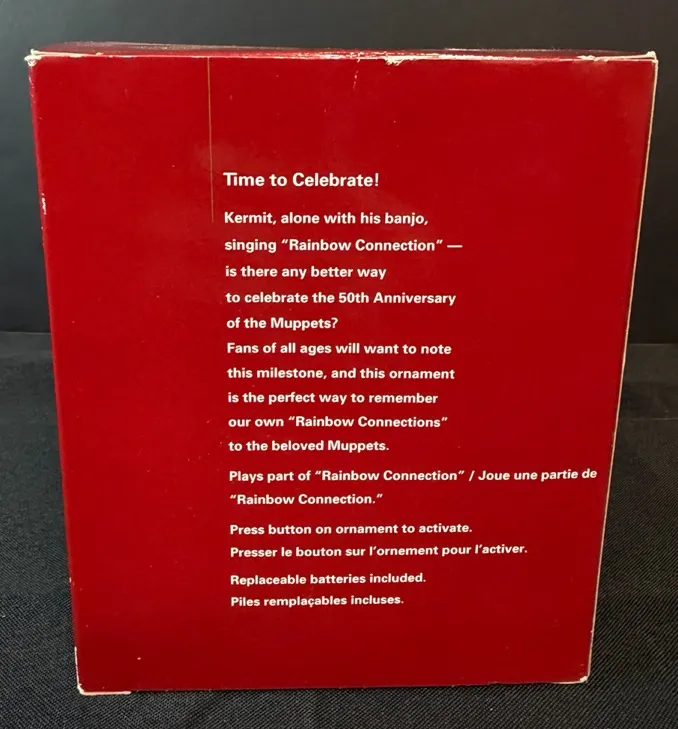 Time to Celebrate!
Kermit, alone with his banjo,
singing “Rainbow Connection” —
is there any better way
to celebrate the 50th Anniversary
of the Muppets?
Fans of all ages will want to note
this milestone, and this ornament
is the perfect way to remember
our own “Rainbow Connections”
to the beloved Muppets.
Plays part of “Rainbow Connection” / Joue une partie de
“Rainbow Connection.”
Press button on ornament to activate.
Presser le bouton sur l’ornement pour l’activer.
Replaceable batteries included.
Piles remplaçables incluses.